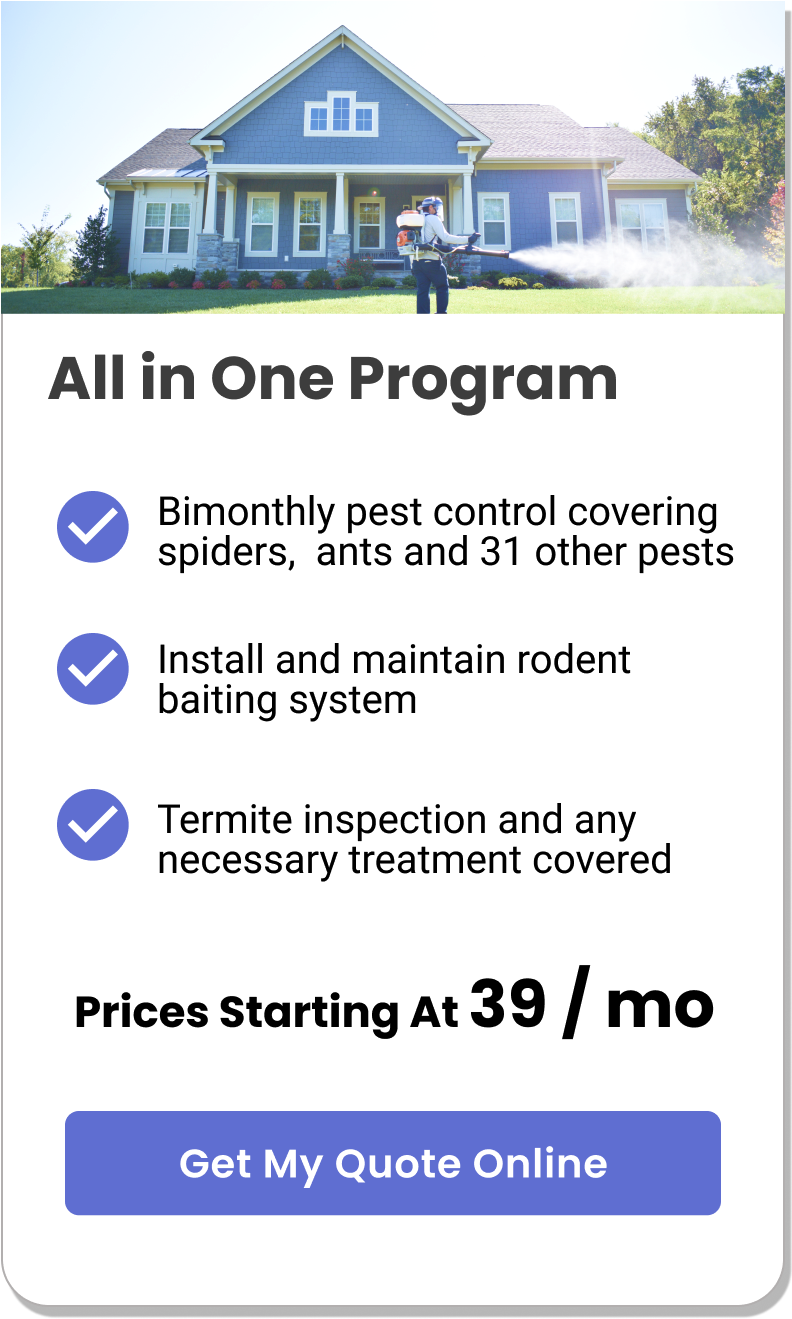 All in One Program
Bimonthly pest control covering
spiders,  ants and 31 other pests
Install and maintain rodent
baiting system
Termite inspection and any
necessary treatment covered
Prices Starting At 39 / mo
Get My Quote Online